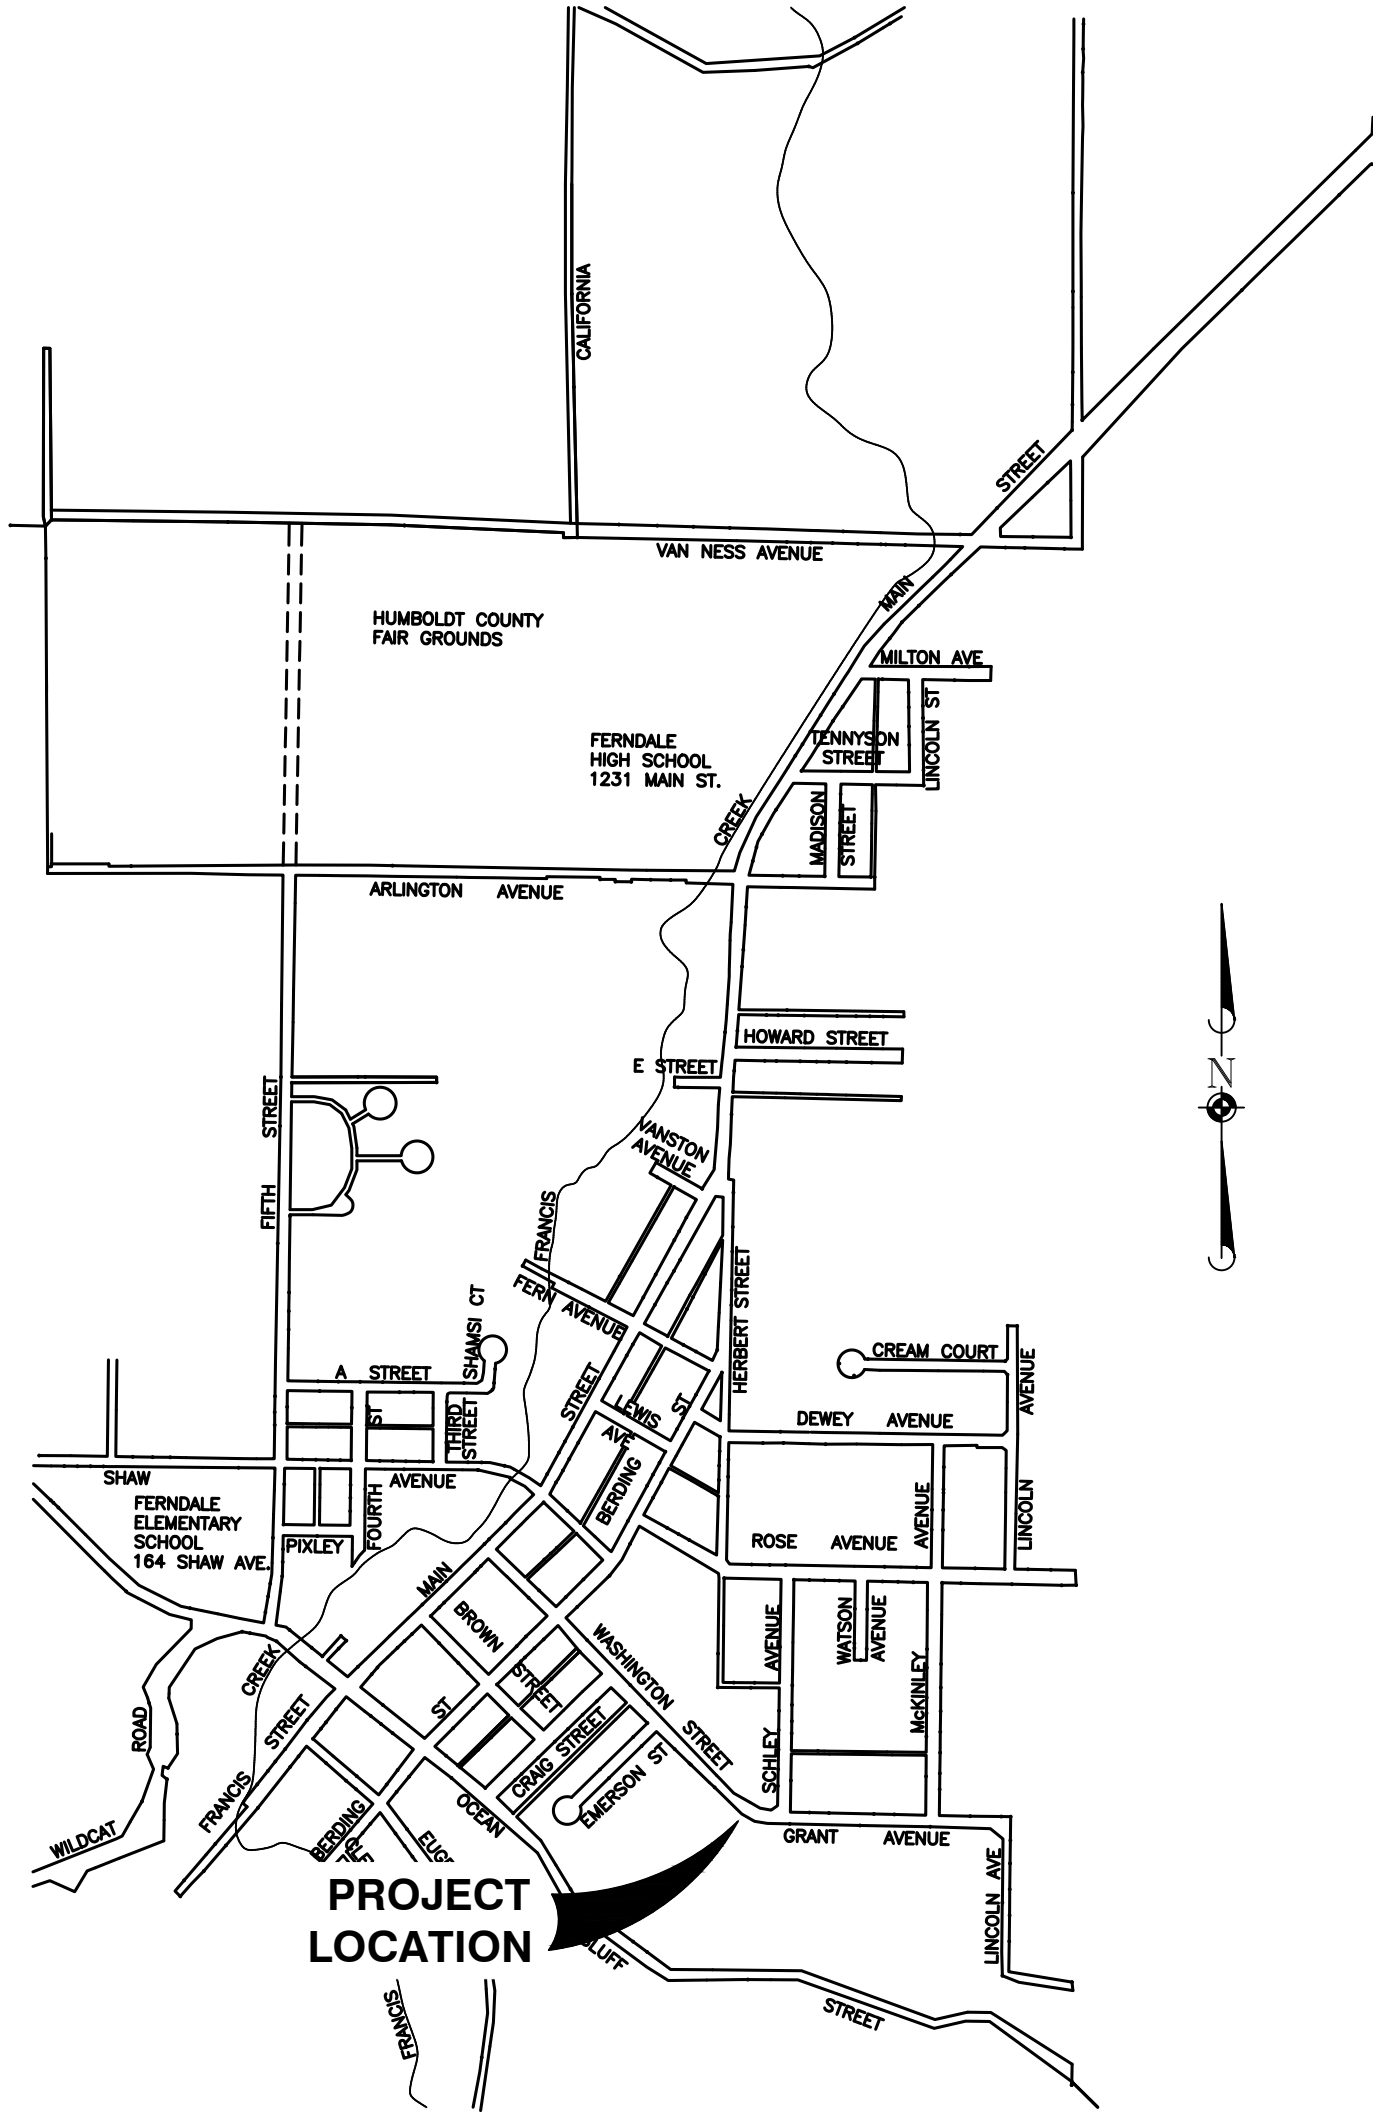 CALIFORNIA
STREET
VAN NESS AVENUE
MAIN
HUMBOLDT COUNTY
FAIR GROUNDS
MILTON AVE
LINCOLN ST
TENNYSON
STREET
FERNDALE
HIGH SCHOOL
1231 MAIN ST.
CREEK
MADISON
STREET
ARLINGTON AVENUE
HOWARD STREET
E STREET
N
FIFTH STREET
VANSTON
AVENUE
FRANCIS
FERN AVENUE
HERBERT STREET
SHAMSI CT
CREAM COURT
A STREET
STREET
LEWIS
AVE
ST
THIRD
STREET
ST
DEWEY AVENUE
AVENUE
SHAW
AVENUE
FERNDALE
ELEMENTARY
SCHOOL
164 SHAW AVE.
PIXLEY
FOURTH
BERDING
AVENUE
LINCOLN
ROSE AVENUE
MAIN
BROWN
STREET
WASHINGTON STREET
AVENUE
WATSON
AVENUE
McKINLEY
CREEK
STREET
ROAD
ST
CRAIG STREET
EMERSON ST
SCHLEY
FRANCIS
WILDCAT
BERDING
OCEAN
GRANT AVENUE
LINCOLN AVE
PROJECT
LOCATION
STREET
FRANCIS